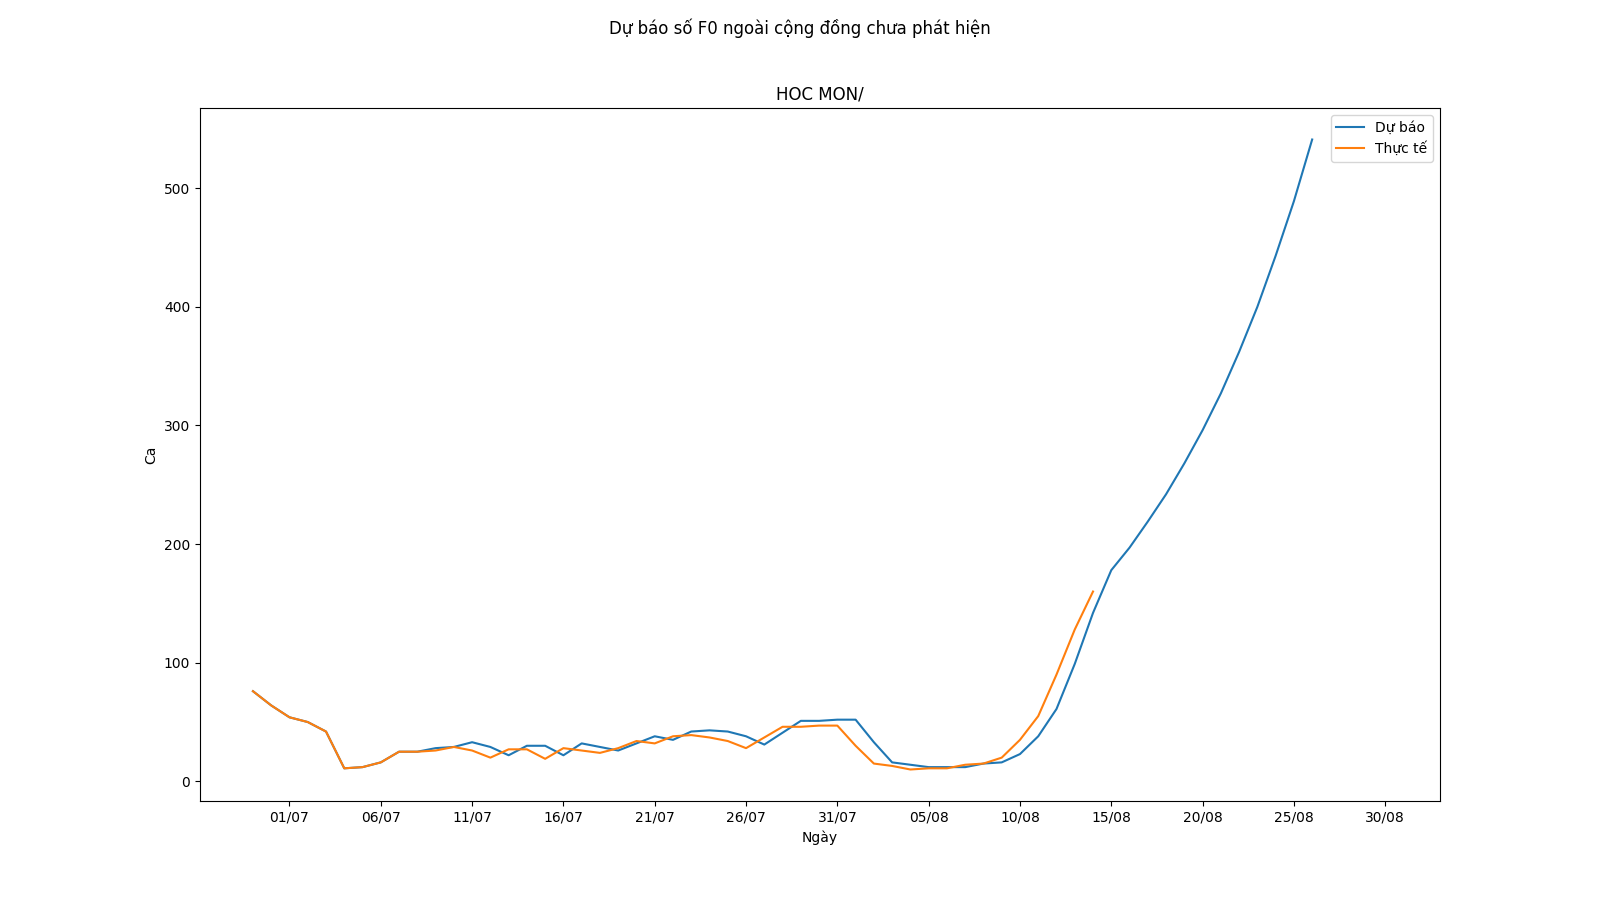 Dự báo số F0 ngoài cộng đồng chưa phát hiện
HOC MON/
Dự báo
Thực tế
500
400
300
200
100
0
Ca
01/07 06/07 11/07 16/07 21/07 26/07 31/07 05/08 10/08 15/08 20/08 25/08 30/08
Ngày